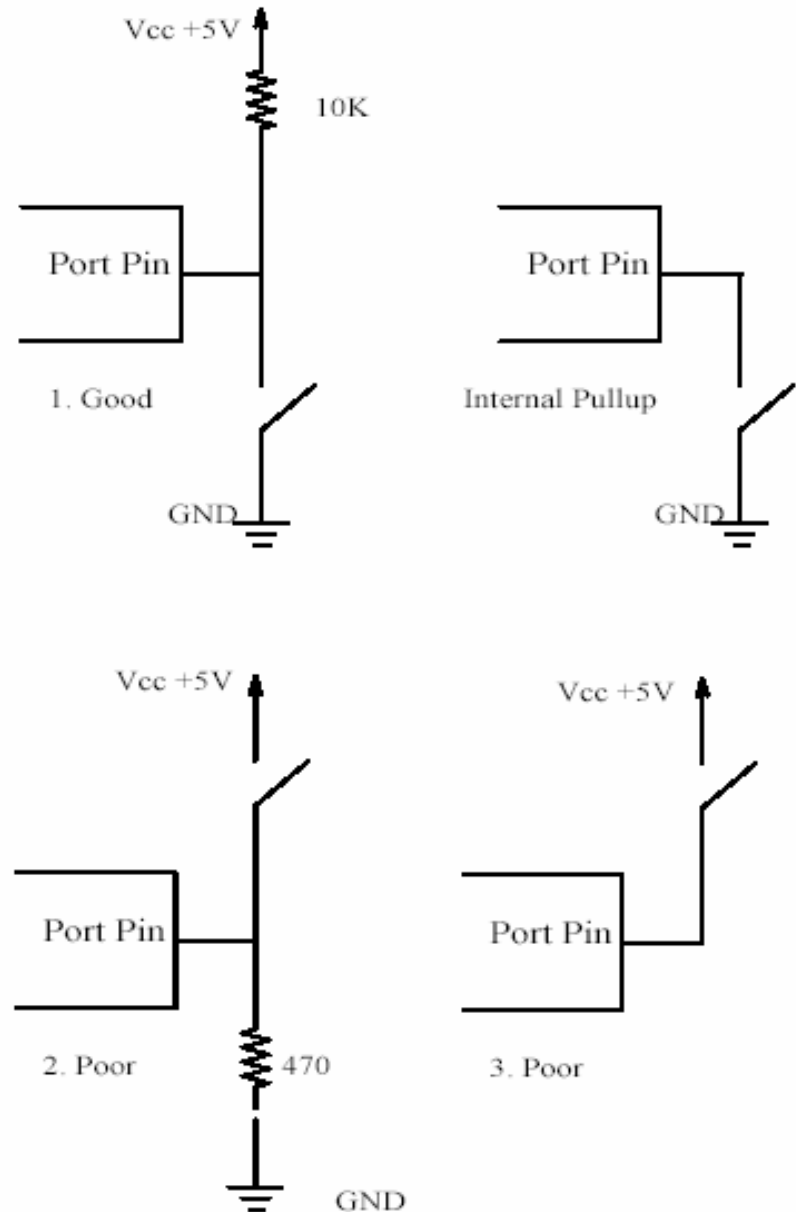 Vcc +5V
10K
Port Pin
Port Pin
1. Good
Internal Pullup
GND
GND
Vcc +5V
Vcc +5V
Port Pin
Port Pin
2. Poor
470
3. Poor
GND